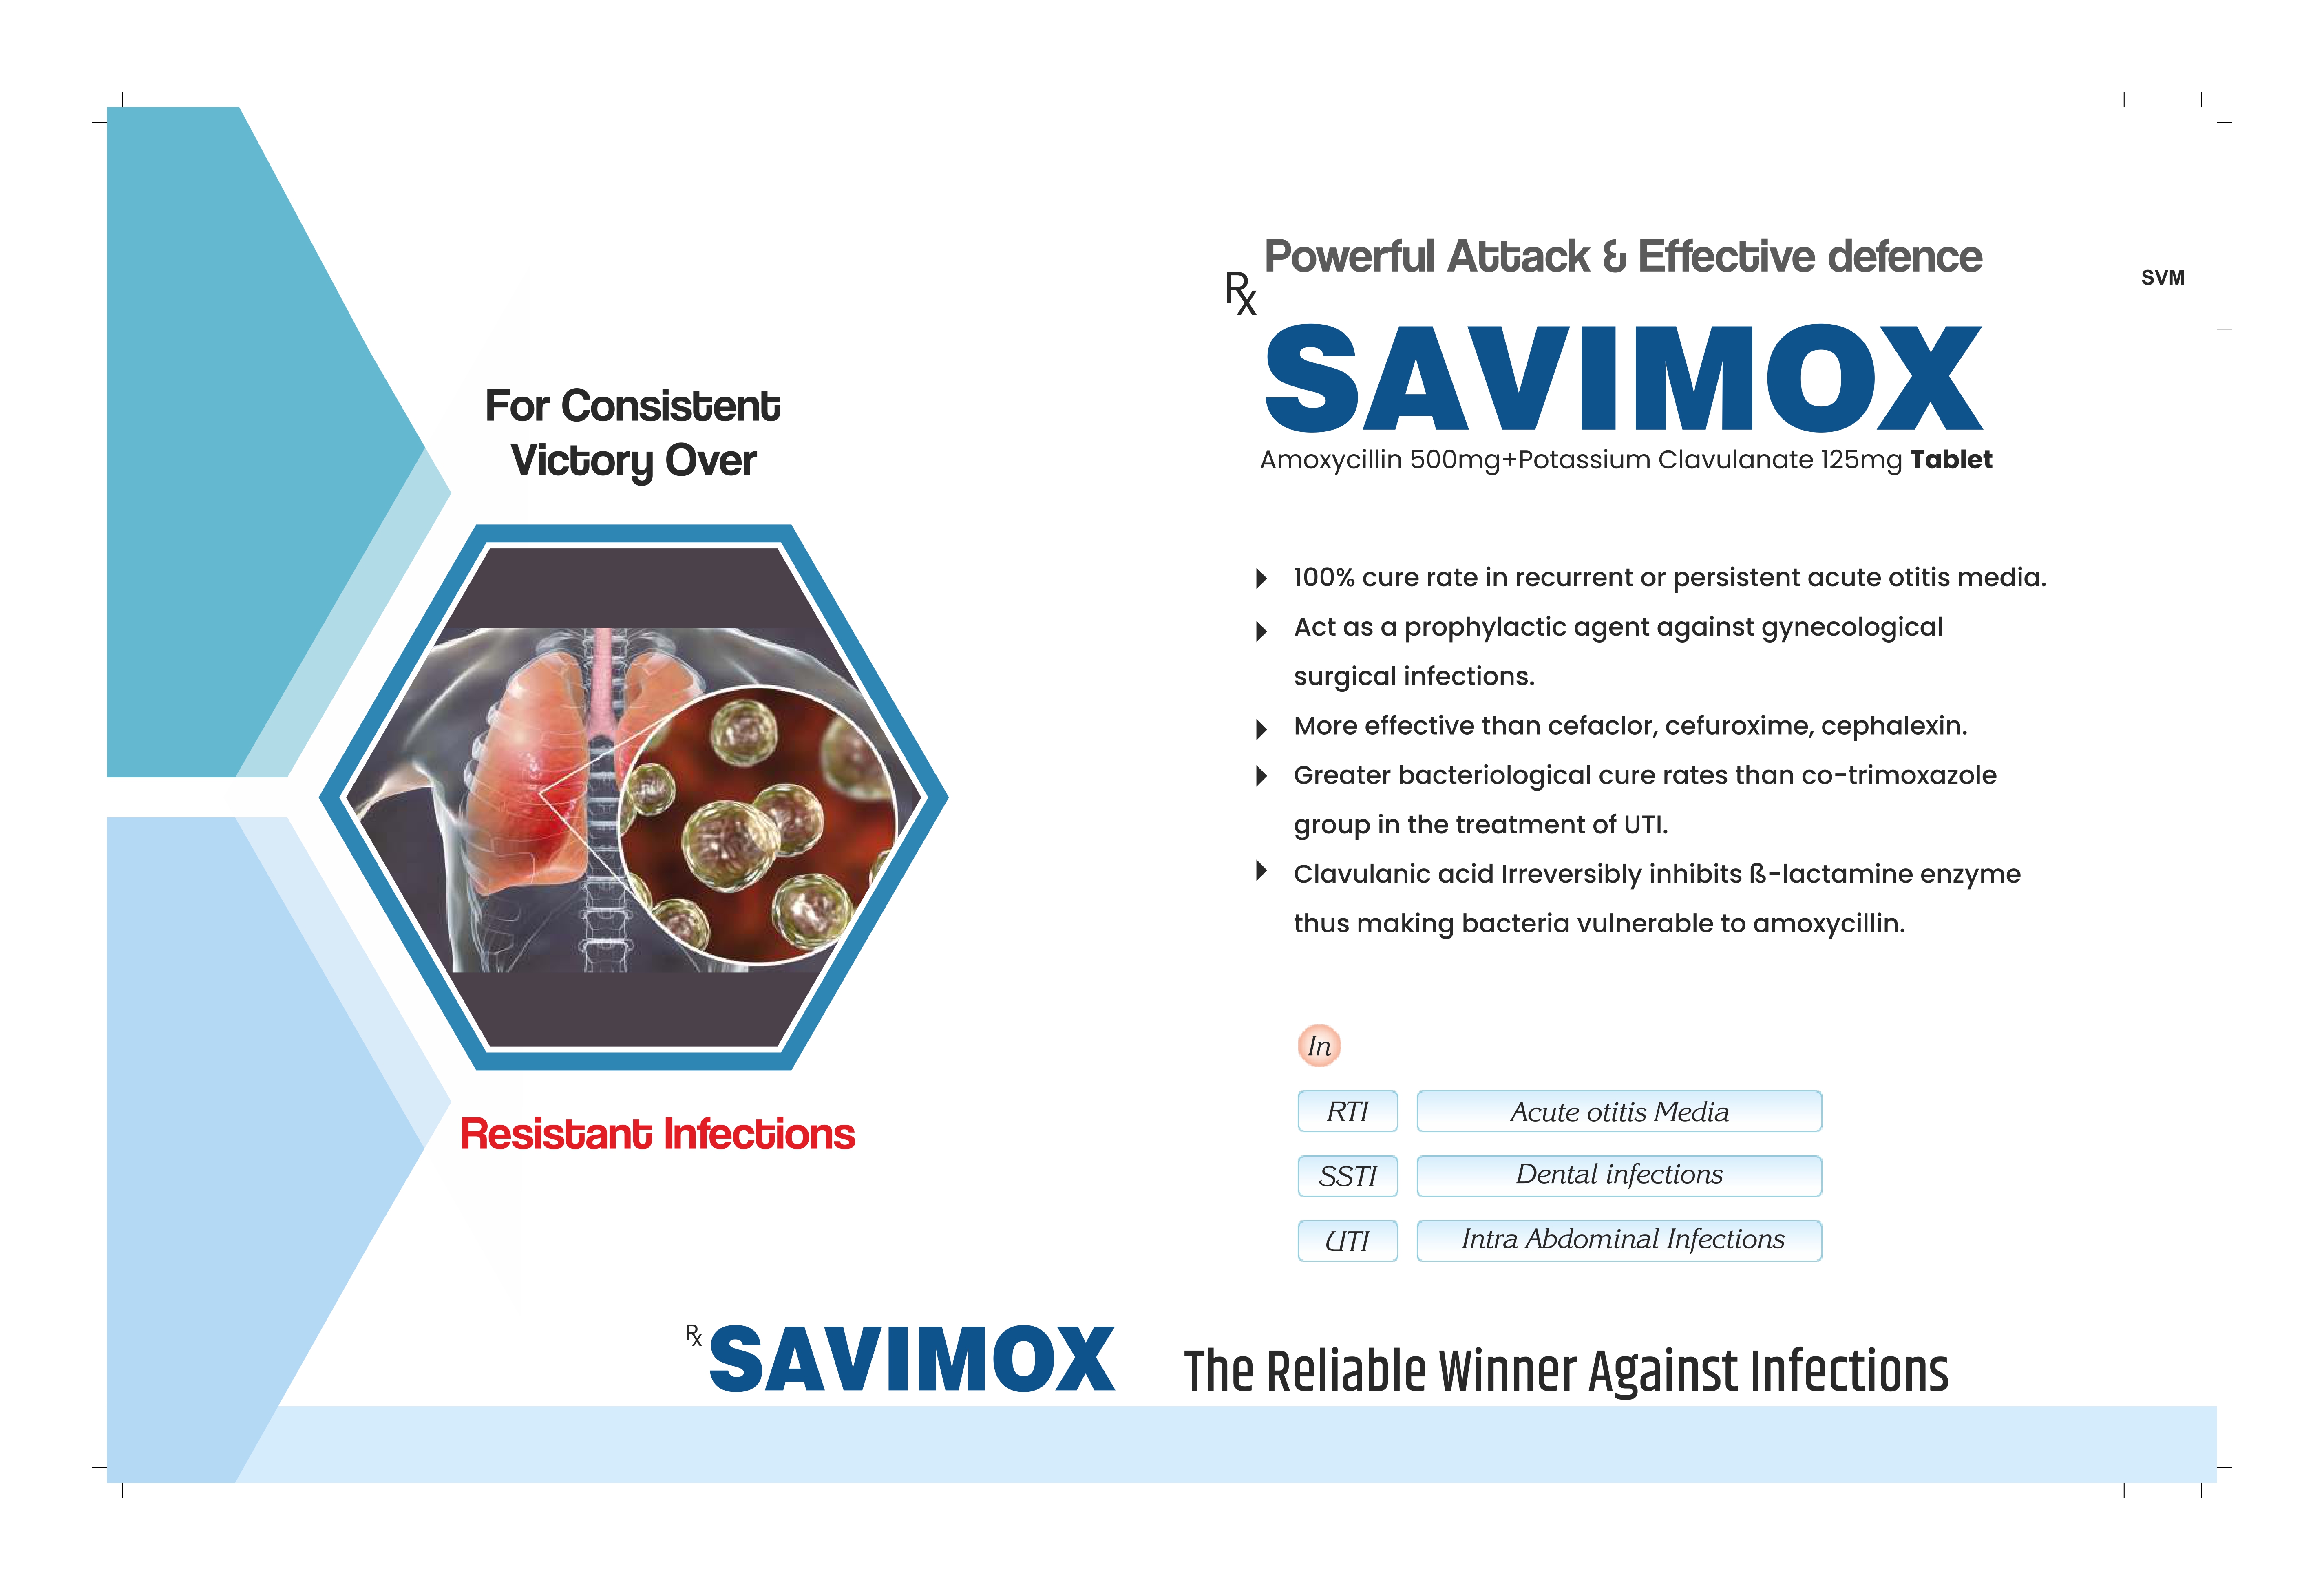 For Consistent
Victory Over
Resistant Infections
Powerful Attack & Effective defence
Rx
SAVIMOX
Amoxycillin 500mg+Potassium Clavulanate 125mg Tablet
SVM
100% cure rate in recurrent or persistent acute otitis media.
Act as a prophylactic agent against gynecological
surgical infections.
More effective than cefaclor, cefuroxime, cephalexin.
Greater bacteriological cure rates than co-trimoxazole
group in the treatment of UTI.
Clavulanic acid Irreversibly inhibits ß-lactamine enzyme
thus making bacteria vulnerable to amoxycillin.
In
RTI Acute otitis Media
SSTI Dental infections
UTI Intra Abdominal Infections
Rx SAVIMOX The Reliable Winner Against Infections